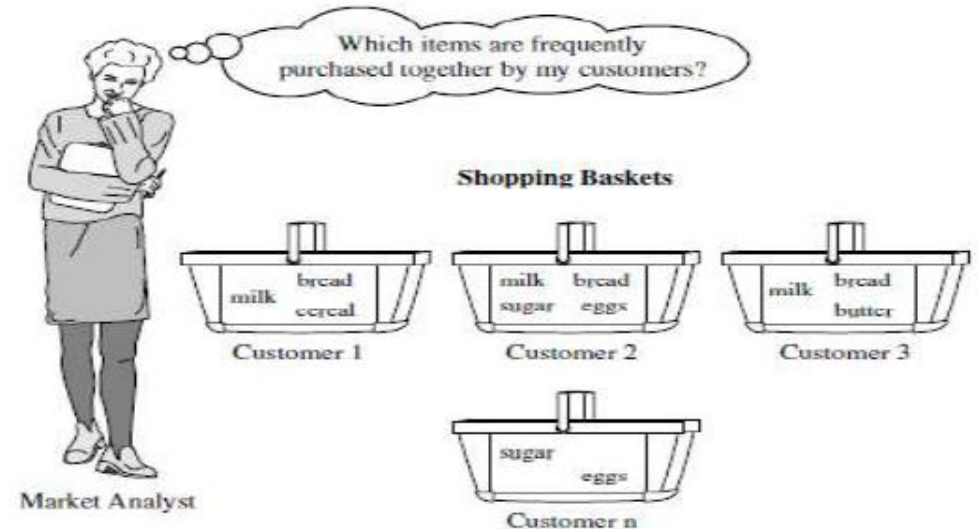 Which items are frequently
purchased together by my customers?
Shopping Baskets
milk bread
cereal
Customer 1
milk bread
sugar eggs
Customer 2
milk bread
butter
Customer 3
sugar
eggs
Customer n
Market Analyst